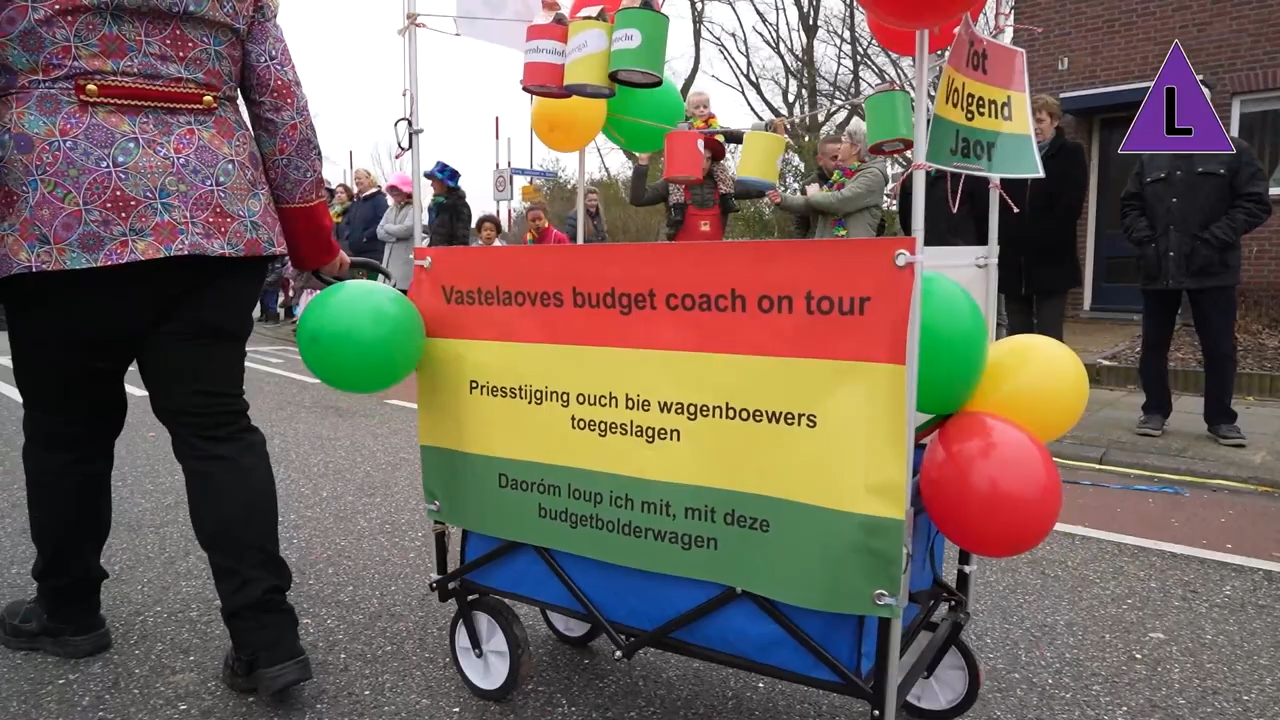 tocht
Tot
Volgend
Jaor
L
Vastelaoves budget coach on tour
Priesstijging ouch bie wagenboewers
toegeslagen
Daoróm loup ich mit, mit deze
budgetbolderwagen